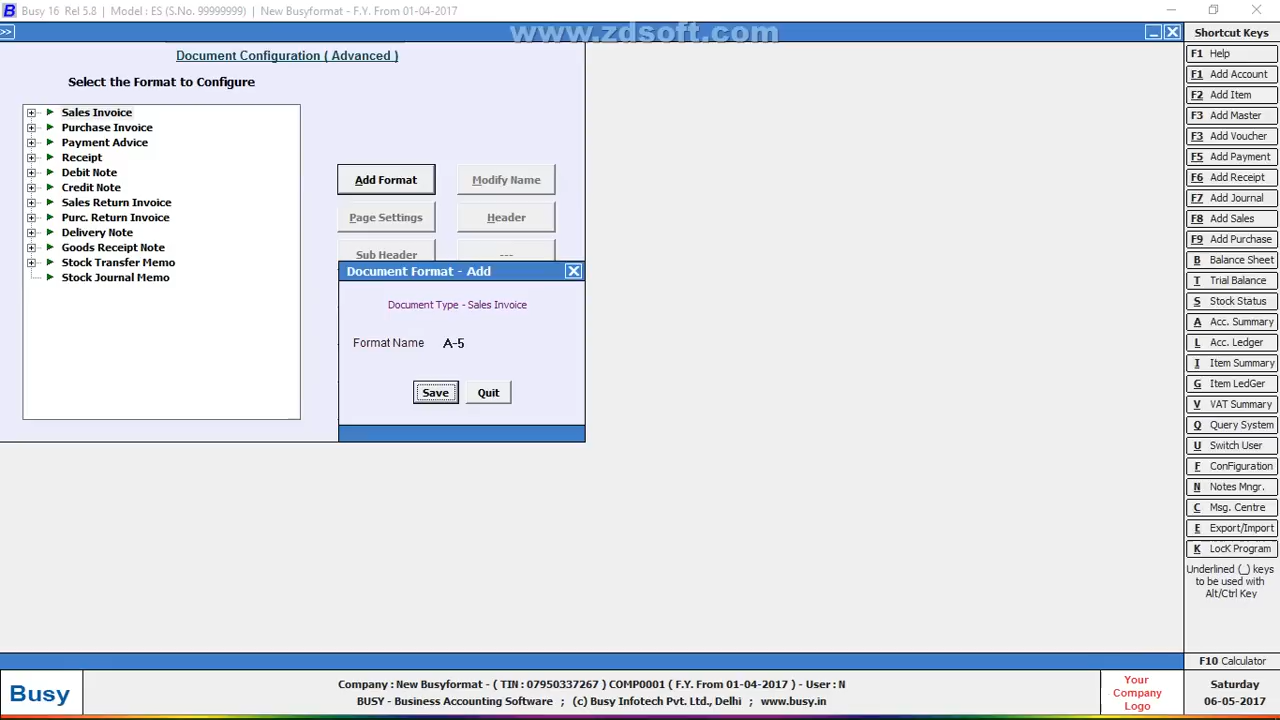 Busy 16  Rel 5.8  |  Model : ES (S.No. 99999999)  |  New Busyformat - F.Y. From 01-04-2017
>>
www.zdsoft.com
Document Configuration ( Advanced )
Select the Format to Configure
Sales Invoice
Purchase Invoice
Payment Advice
Receipt
Debit Note
Credit Note
Sales Return Invoice
Purc. Return Invoice
Delivery Note
Goods Receipt Note
Stock Transfer Memo
Stock Journal Memo
Add Format
Modify Name
Page Settings
Header
Sub Header
---
Document Format - Add
Document Type - Sales Invoice
Format Name A-5
Save
Quit
Shortcut Keys
F1 Help
F1 Add Account
F2 Add Item
F3 Add Master
F3 Add Voucher
F5 Add Payment
F6 Add Receipt
F7 Add Journal
F8 Add Sales
F9 Add Purchase
B Balance Sheet
T Trial Balance
S Stock Status
A Acc. Summary
L Acc. Ledger
I Item Summary
G Item LedGer
V VAT Summary
Q Query System
U Switch User
F ConFiguration
N Notes Mngr.
C Msg. Centre
E Export/Import
K LocK Program
Underlined (_) keys
to be used with
Alt/Ctrl Key
F10 Calculator
Busy
Company : New Busyformat - ( TIN : 07950337267 ) COMP0001 ( F.Y. From 01-04-2017 ) - User : N
BUSY - Business Accounting Software  ;  (c) Busy Infotech Pvt. Ltd., Delhi  ;  www.busy.in
Your
Company
Logo
Saturday
06-05-2017